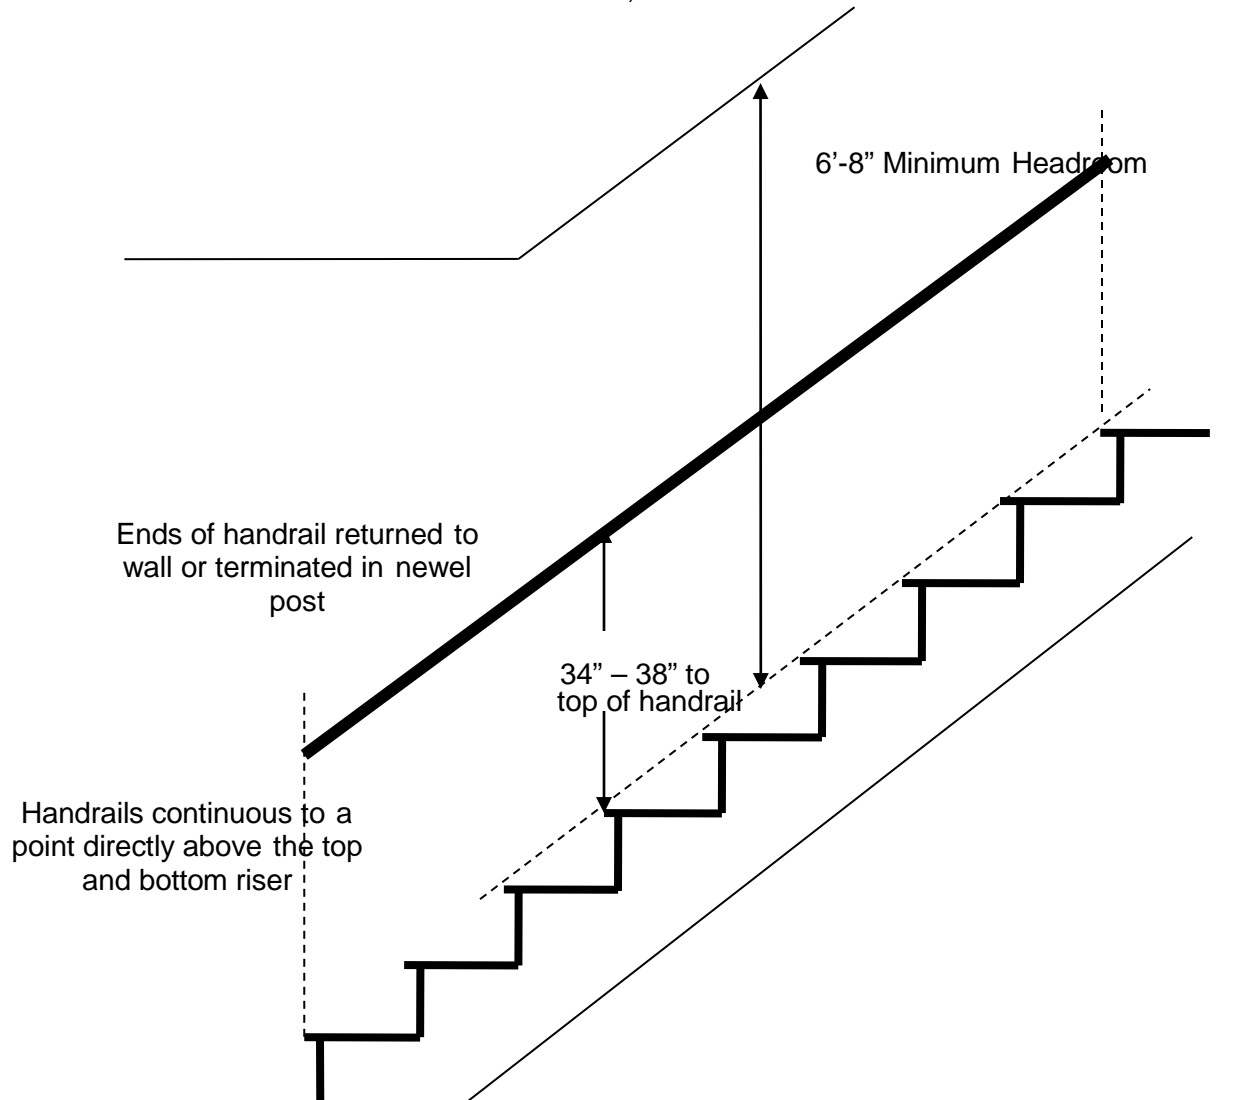 6’-8” Minimum Headroom
Ends of handrail returned to
wall or terminated in newel
post
34” – 38” to
top of handrail
Handrails continuous to a
point directly above the top
and bottom riser